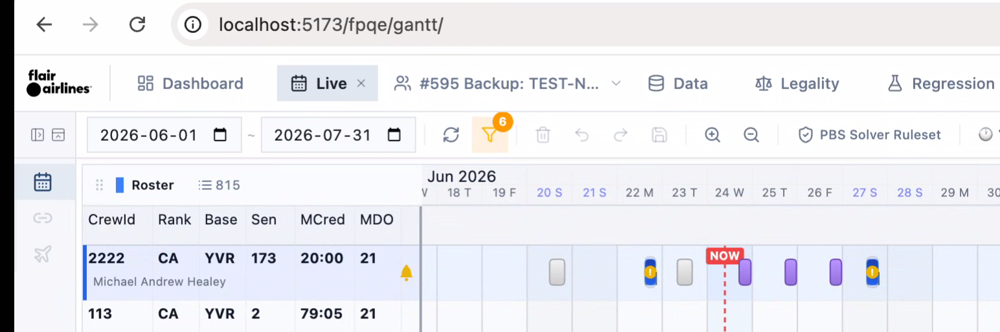 localhost:5173/fpqe/gantt/
flair airlines
Dashboard
Live ×
#595 Backup: TEST-N...
Data
Legality
Regression
2026-06-01 ~ 2026-07-31
6
PBS Solver Ruleset
Roster 815
Jun 2026
18 T 19 F 20 S 21 S 22 M 23 T 24 W 25 T 26 F 27 S 28 S 29 M 30
CrewId Rank Base Sen MCred MDO
NOW
2222 CA YVR 173 20:00 21
! !
Michael Andrew Healey
113 CA YVR 2 79:05 21